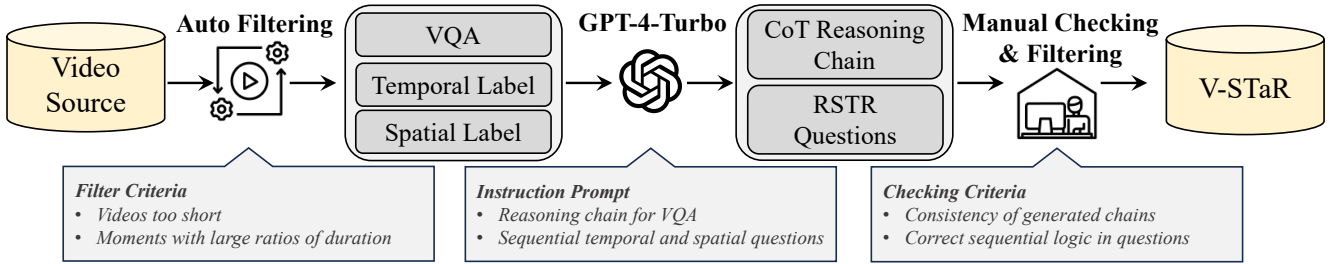 Video
Source
Auto Filtering
VQA
Temporal Label
Spatial Label
GPT-4-Turbo
CoT Reasoning
Chain
RSTR
Questions
Manual Checking
& Filtering
V-STaR
Filter Criteria
• Videos too short
• Moments with large ratios of duration
Instruction Prompt
• Reasoning chain for VQA
• Sequential temporal and spatial questions
Checking Criteria
• Consistency of generated chains
• Correct sequential logic in questions